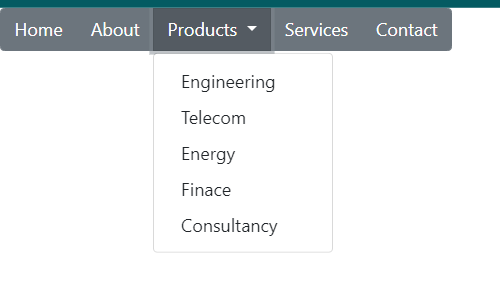 Home About Products Services Contact
Engineering
Telecom
Energy
Finace
Consultancy